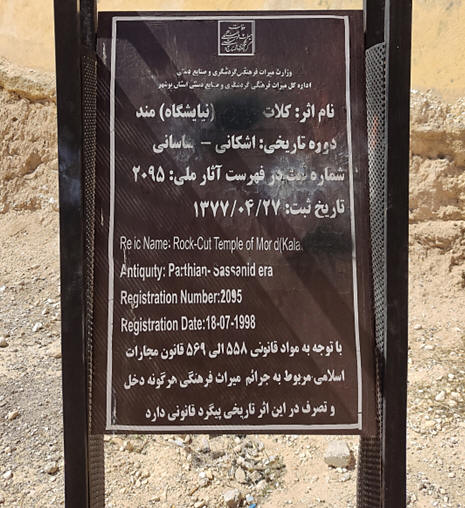 وزارت میراث فرهنگی،گردشگری و صنایع دستی
اداره کل میراث فرهنگی گردشگری و صنایع دستی استان بوشهر
نام اثر: کلات (نیایشگاه) مند
دوره تاریخی: اشکانی – ساسانی
شماره ثبت در فهرست آثار ملی: ۲۰۹۵
تاریخ ثبت: ۱۳۷۷/۰۴/۲۷
Relic Name: Rock-Cut Temple of
Antiquity: Parthian- Sassanid era
Registration Number:2095
Registration Date:18-07-1998
با توجه به مواد قانونی ۵۵۸ الی ۵۶۹ قانون مجازات
اسلامی مربوط به جرائم میراث فرهنگی هرگونه دخل
و تصرف در این اثر تاریخی پیگرد قانونی دارد